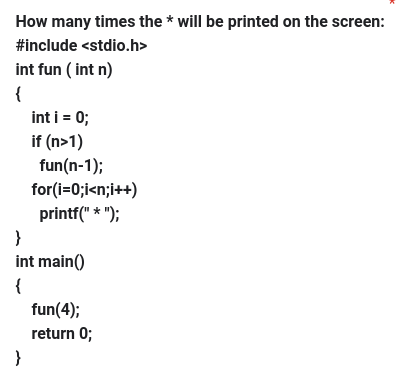 *
How many times the * will be printed on the screen:
#include <stdio.h>
int fun ( int n)
{
int i = 0;
if (n>1)
fun(n-1);
for(i=0;i<n;i++)
printf(" * ");
}
int main()
{
fun(4);
return 0;
}